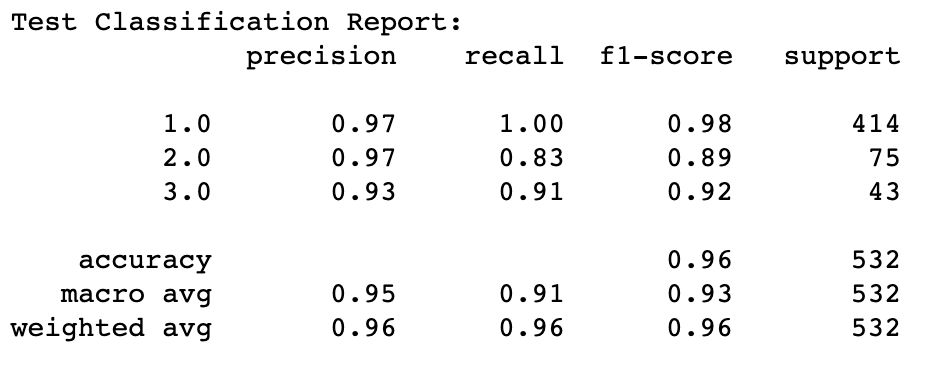 Test Classification Report:
precision recall f1-score support
1.0 0.97 1.00 0.98 414
2.0 0.97 0.83 0.89 75
3.0 0.93 0.91 0.92 43
accuracy 0.96 532
macro avg 0.95 0.91 0.93 532
weighted avg 0.96 0.96 0.96 532